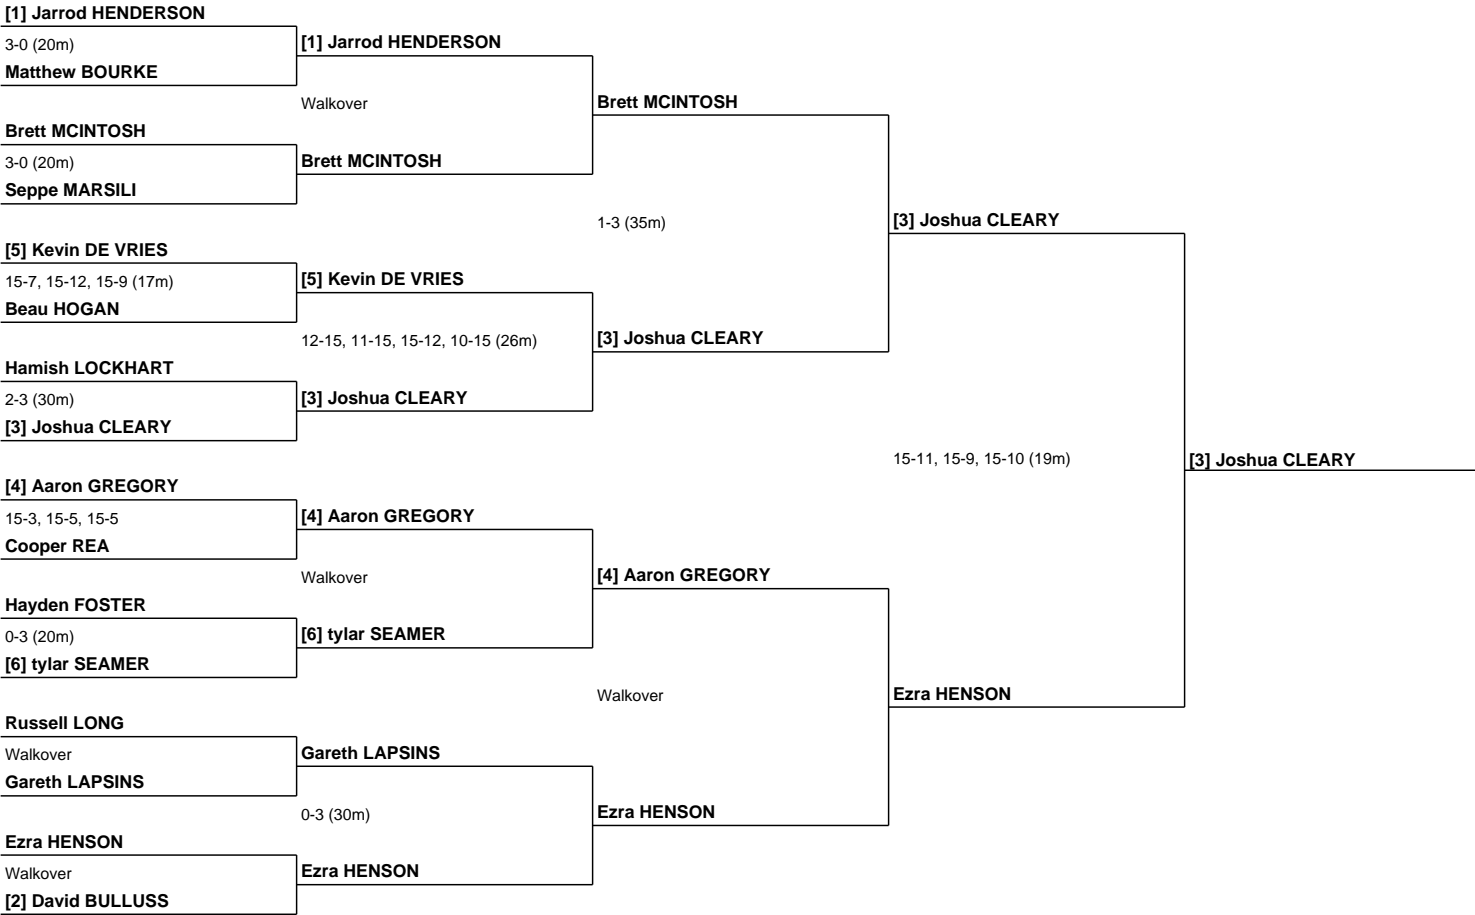 [1] Jarrod HENDERSON
3-0 (20m)
Matthew BOURKE
Brett MCINTOSH
3-0 (20m)
Seppe MARSILI
[5] Kevin DE VRIES
15-7, 15-12, 15-9 (17m)
Beau HOGAN
Hamish LOCKHART
2-3 (30m)
[3] Joshua CLEARY
[4] Aaron GREGORY
15-3, 15-5, 15-5
Cooper REA
Hayden FOSTER
0-3 (20m)
[6] tylar SEAMER
Russell LONG
Walkover
Gareth LAPSINS
Ezra HENSON
Walkover
[2] David BULLUSS
[1] Jarrod HENDERSON
Walkover
Brett MCINTOSH
[5] Kevin DE VRIES
12-15, 11-15, 15-12, 10-15 (26m)
[3] Joshua CLEARY
[4] Aaron GREGORY
Walkover
[6] tylar SEAMER
Gareth LAPSINS
0-3 (30m)
Ezra HENSON
Brett MCINTOSH
1-3 (35m)
[3] Joshua CLEARY
[4] Aaron GREGORY
Walkover
Ezra HENSON
[3] Joshua CLEARY
15-11, 15-9, 15-10 (19m)
Ezra HENSON
[3] Joshua CLEARY